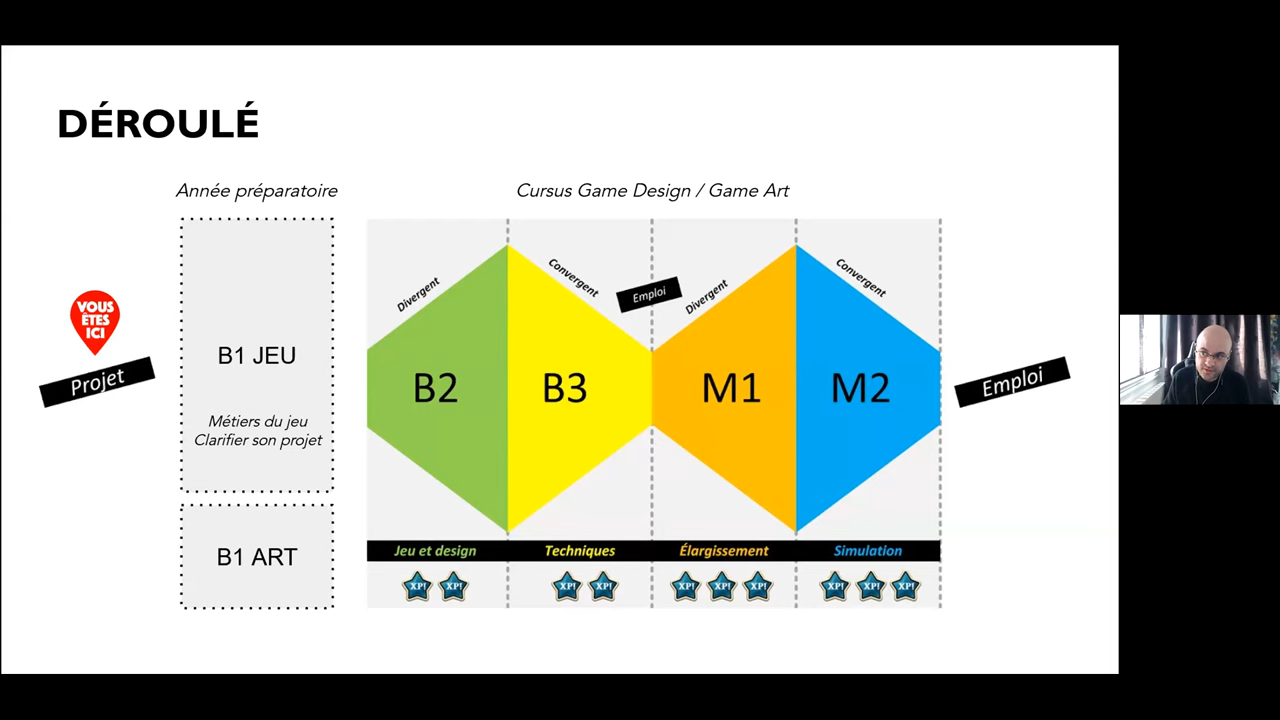 DÉROULÉ
Année préparatoire
Cursus Game Design / Game Art
VOUS
ÊTES
ICI
Projet
B1 JEU
Métiers du jeu
Clarifier son projet
B1 ART
Divergent
Convergent
Emploi
Divergent
Convergent
B2
B3
M1
M2
Emploi
Jeu et design
Techniques
Élargissement
Simulation
XP!
XP!
XP!
XP!
XP!
XP!
XP!
XP!
XP!
XP!